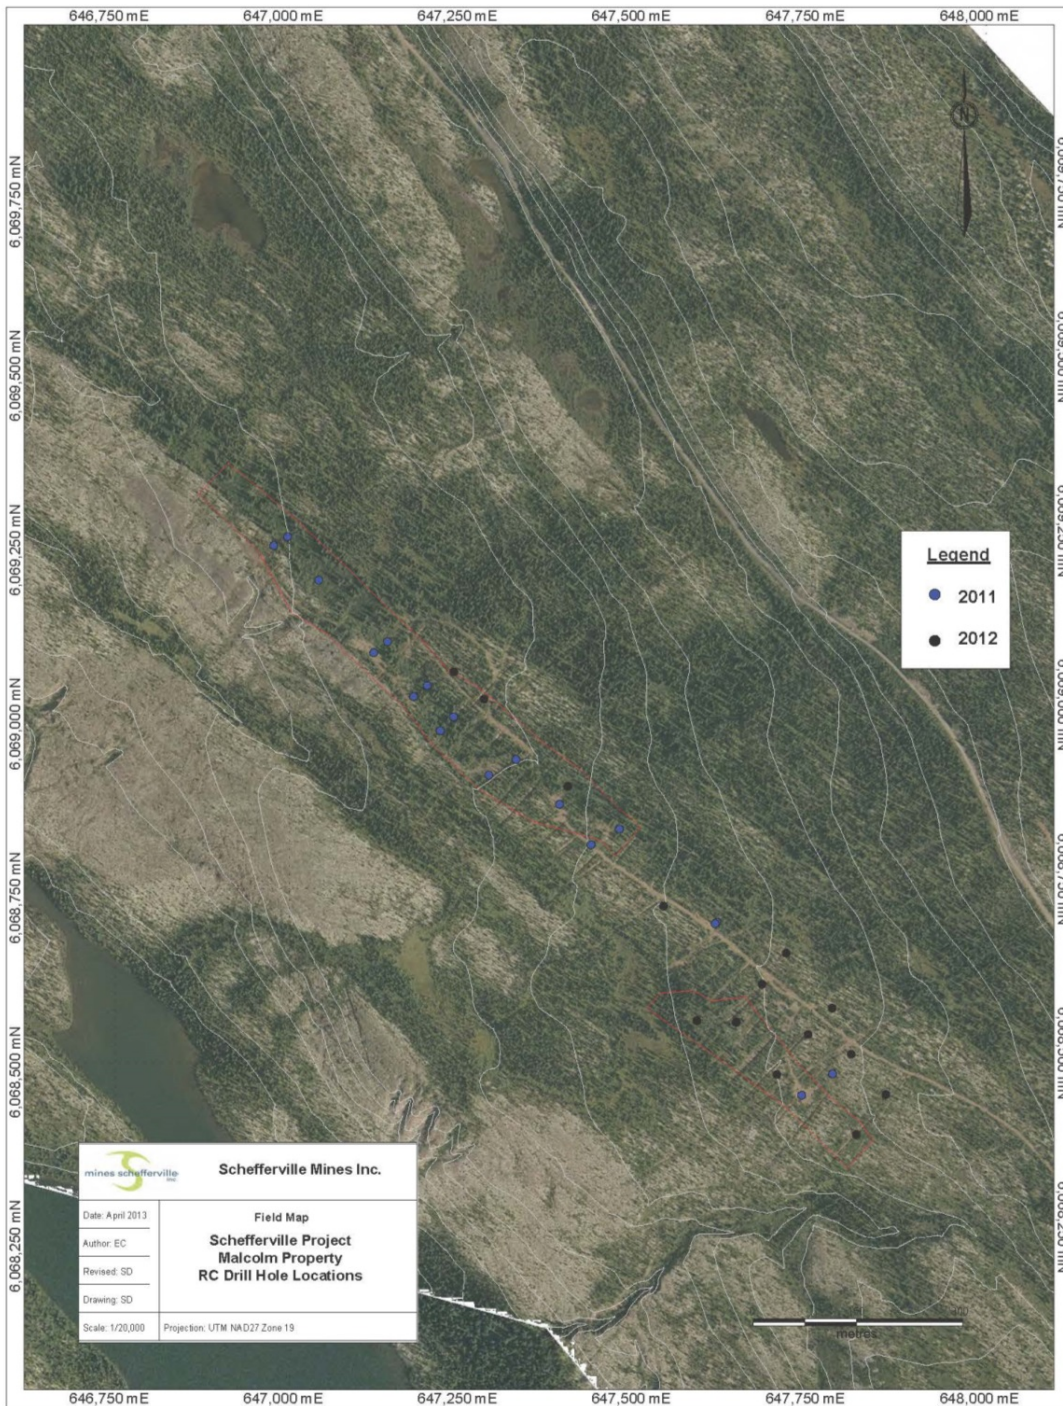 646,750 mE 647,000 mE 647,250 mE 647,500 mE 647,750 mE 648,000 mE
N
6,069,750 mN
6,069,500 mN
6,069,250 mN
6,069,000 mN
6,068,750 mN
6,068,500 mN
6,068,250 mN
Legend
2011
2012
mines schefferville inc.
Schefferville Mines Inc.
Date: April 2013
Author: EC
Revised: SD
Drawing: SD
Scale: 1/20,000
Field Map
Schefferville Project
Malcolm Property
RC Drill Hole Locations
Projection: UTM NAD27 Zone 19
metres
646,750 mE 647,000 mE 647,250 mE 647,500 mE 647,750 mE 648,000 mE